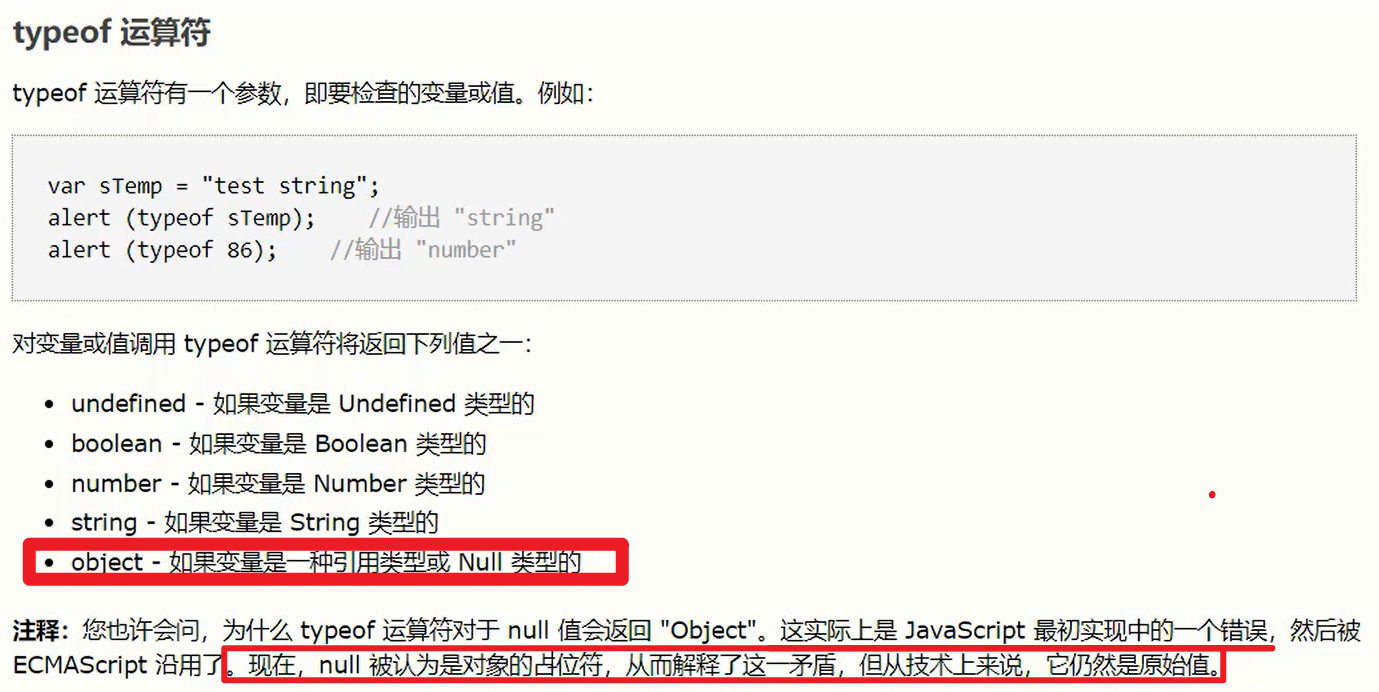 typeof 运算符
typeof 运算符有一个参数，即要检查的变量或值。例如：
var sTemp = "test string";
alert (typeof sTemp);    //输出 "string"
alert (typeof 86);    //输出 "number"
对变量或值调用 typeof 运算符将返回下列值之一：
• undefined - 如果变量是 Undefined 类型的
• boolean - 如果变量是 Boolean 类型的
• number - 如果变量是 Number 类型的
• string - 如果变量是 String 类型的
• object - 如果变量是一种引用类型或 Null 类型的
注释：您也许会问，为什么 typeof 运算符对于 null 值会返回 "Object"。这实际上是 JavaScript 最初实现中的一个错误，然后被
ECMAScript 沿用了。现在，null 被认为是对象的占位符，从而解释了这一矛盾，但从技术上来说，它仍然是原始值。